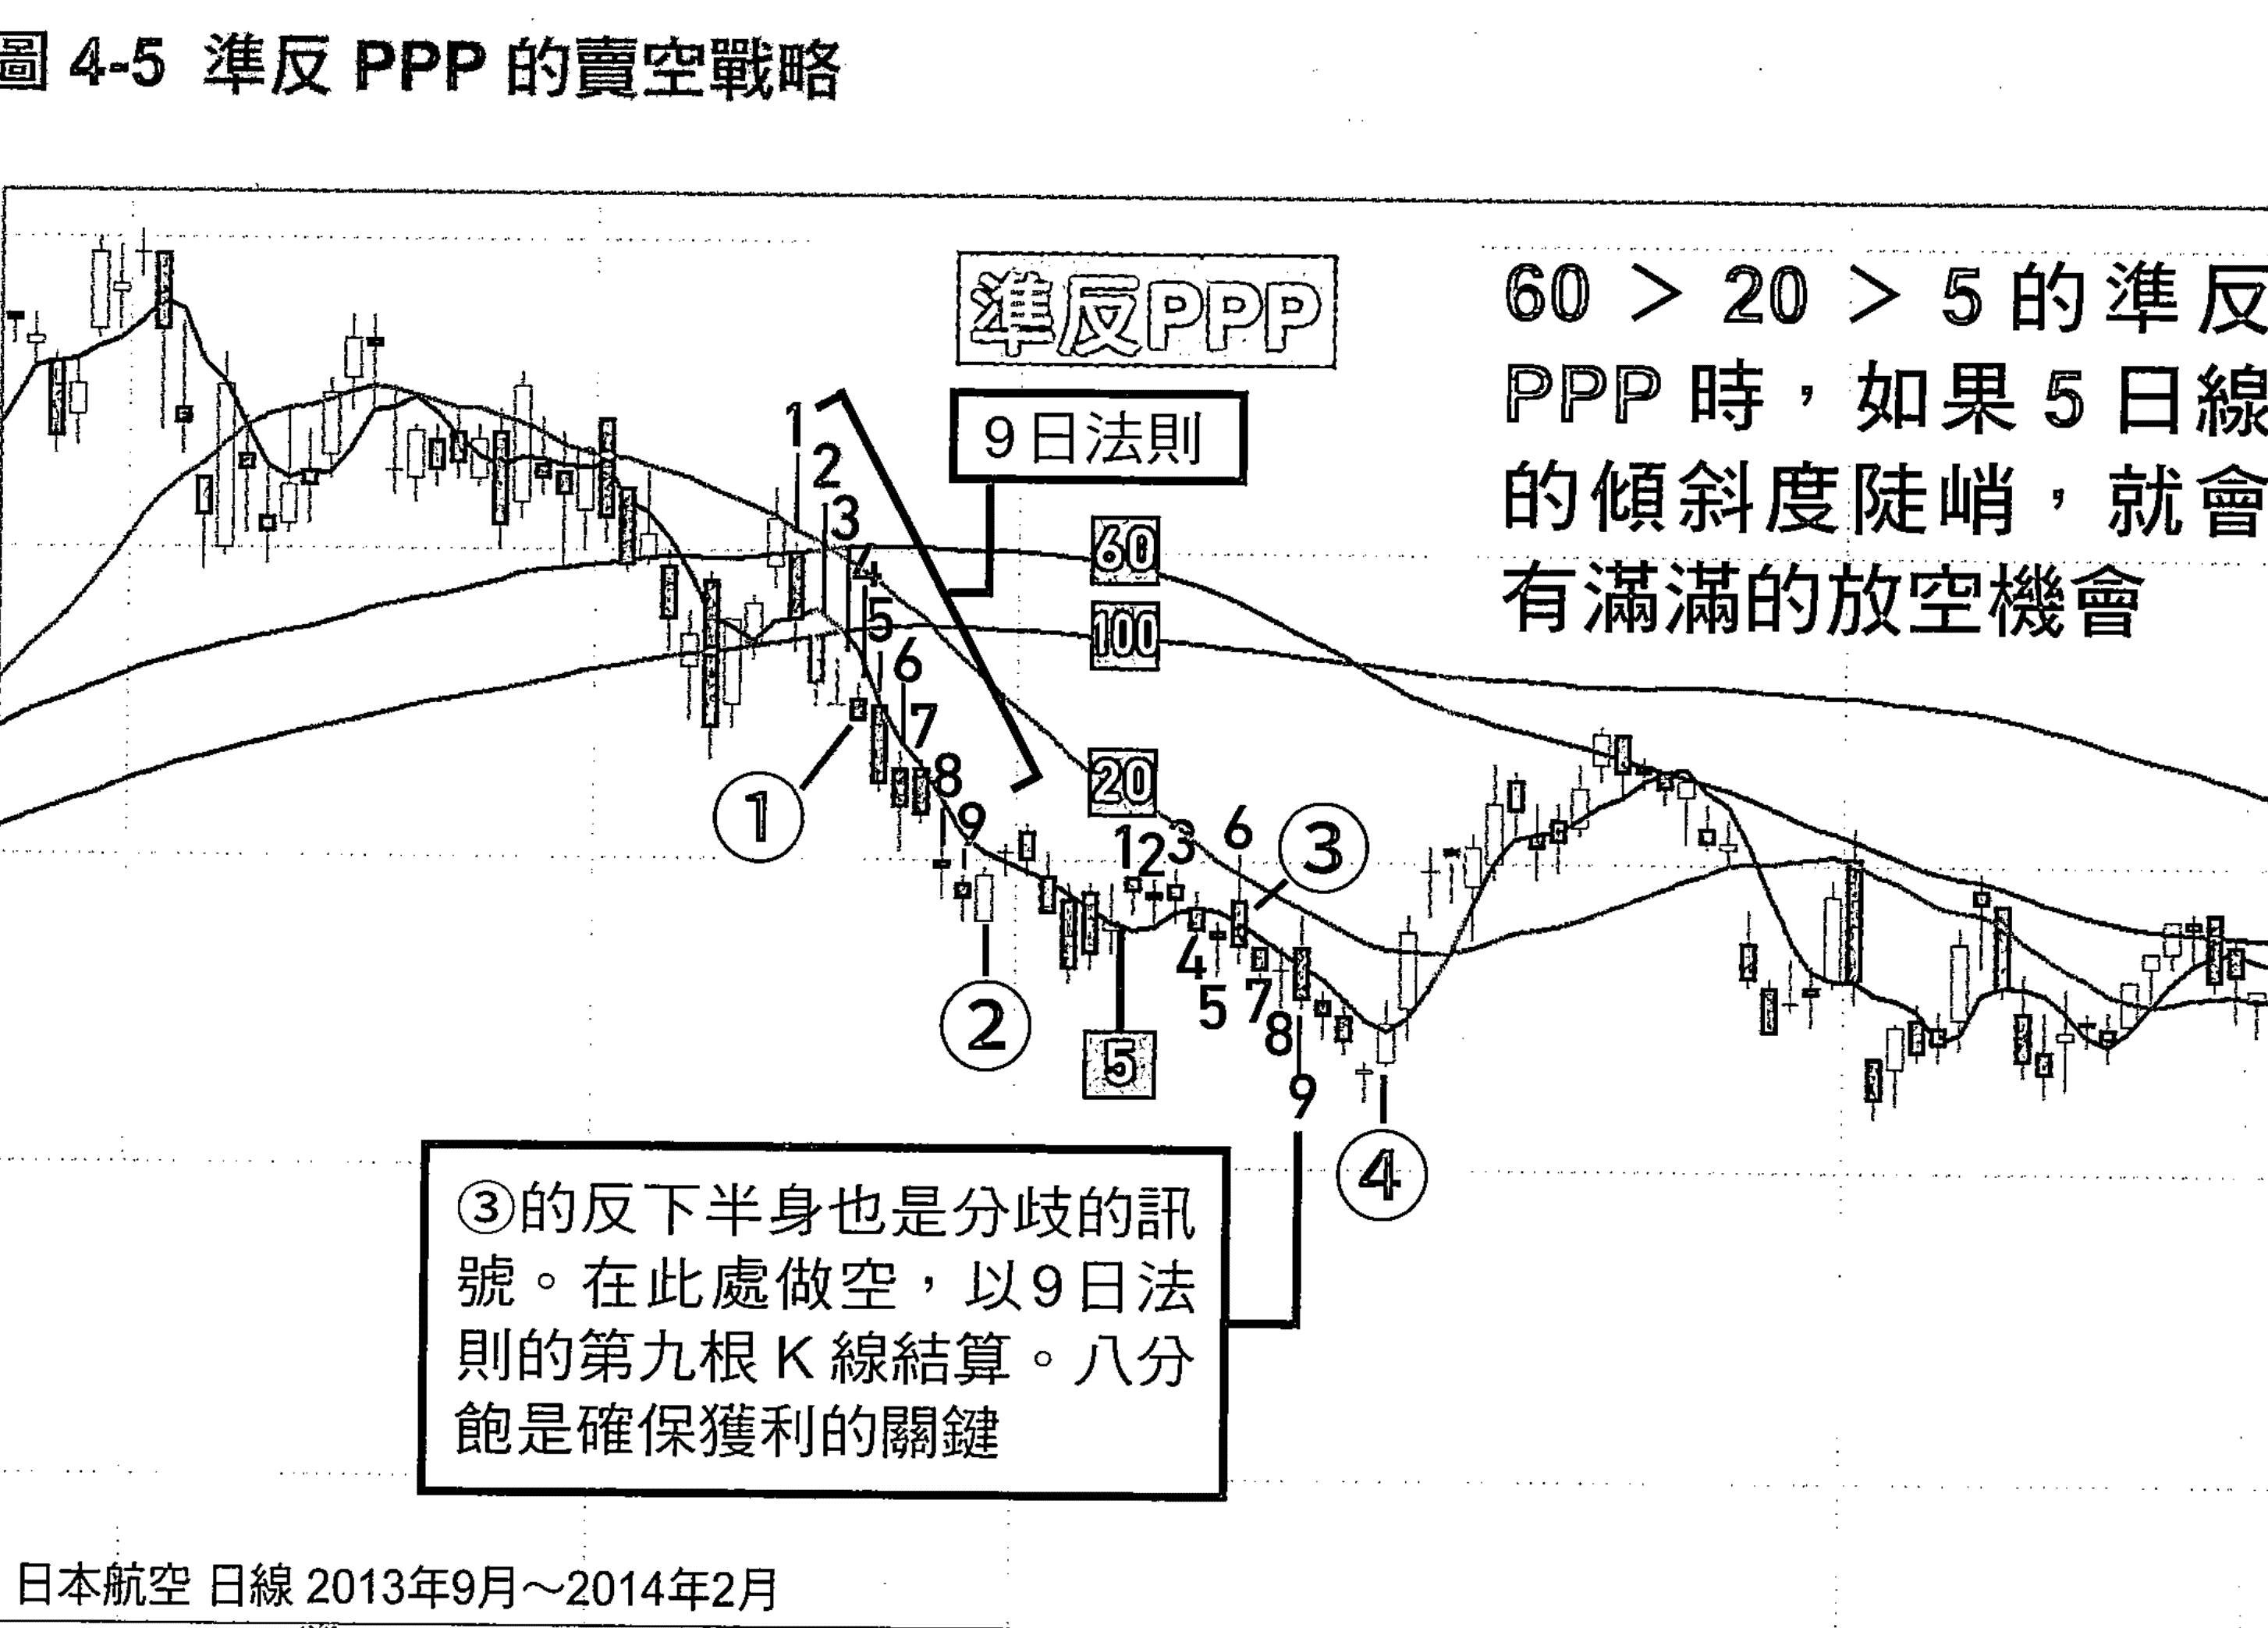 圖 4-5 準反 PPP 的賣空戰略
準反PPP
60 > 20 > 5 的準反
PPP 時，如果 5 日線
的傾斜度陡峭，就會
有滿滿的放空機會
9日法則
1
2
3
4
5
6
7
8
9
60
100
20
5
①
②
1
2
3
4
5
6
7
8
9
③
④
③的反下半身也是分歧的訊
號。在此處做空，以9日法
則的第九根K線結算。八分
飽是確保獲利的關鍵
日本航空 日線 2013年9月～2014年2月